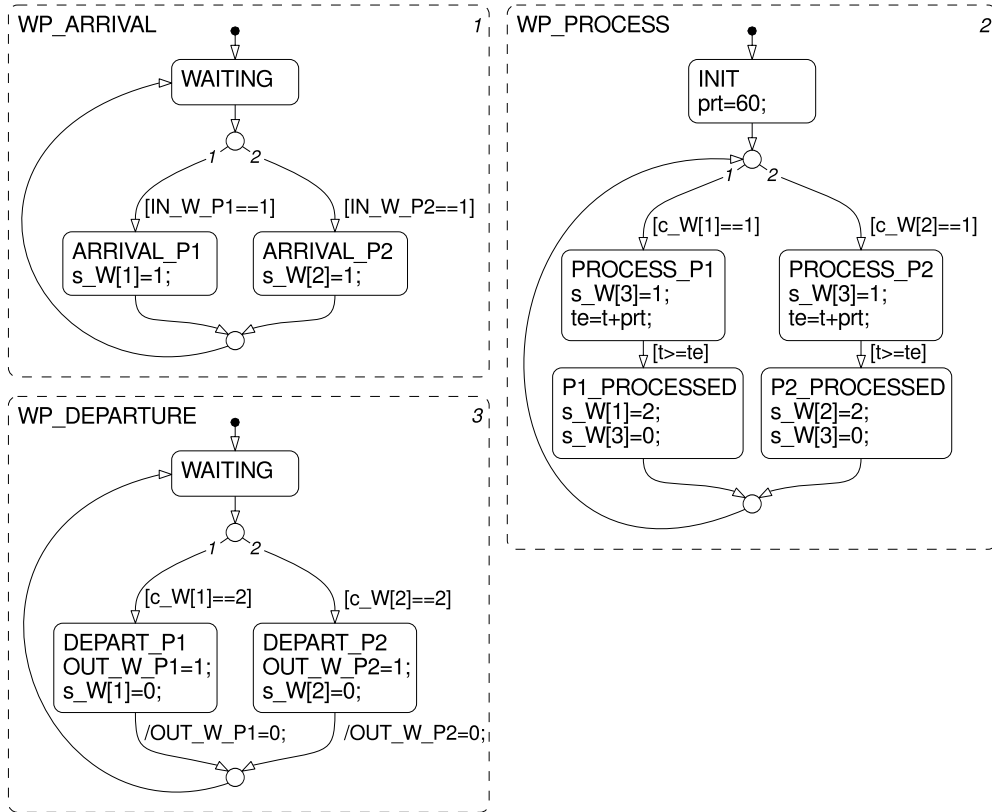 WP_ARRIVAL 1
WAITING
1 2
[IN_W_P1==1] [IN_W_P2==1]
ARRIVAL_P1
s_W[1]=1;
ARRIVAL_P2
s_W[2]=1;
WP_PROCESS 2
INIT
prt=60;
1 2
[c_W[1]==1] [c_W[2]==1]
PROCESS_P1
s_W[3]=1;
te=t+prt;
PROCESS_P2
s_W[3]=1;
te=t+prt;
[t>=te] [t>=te]
P1_PROCESSED
s_W[1]=2;
s_W[3]=0;
P2_PROCESSED
s_W[2]=2;
s_W[3]=0;
WP_DEPARTURE 3
WAITING
1 2
[c_W[1]==2] [c_W[2]==2]
DEPART_P1
OUT_W_P1=1;
s_W[1]=0;
DEPART_P2
OUT_W_P2=1;
s_W[2]=0;
/OUT_W_P1=0; /OUT_W_P2=0;